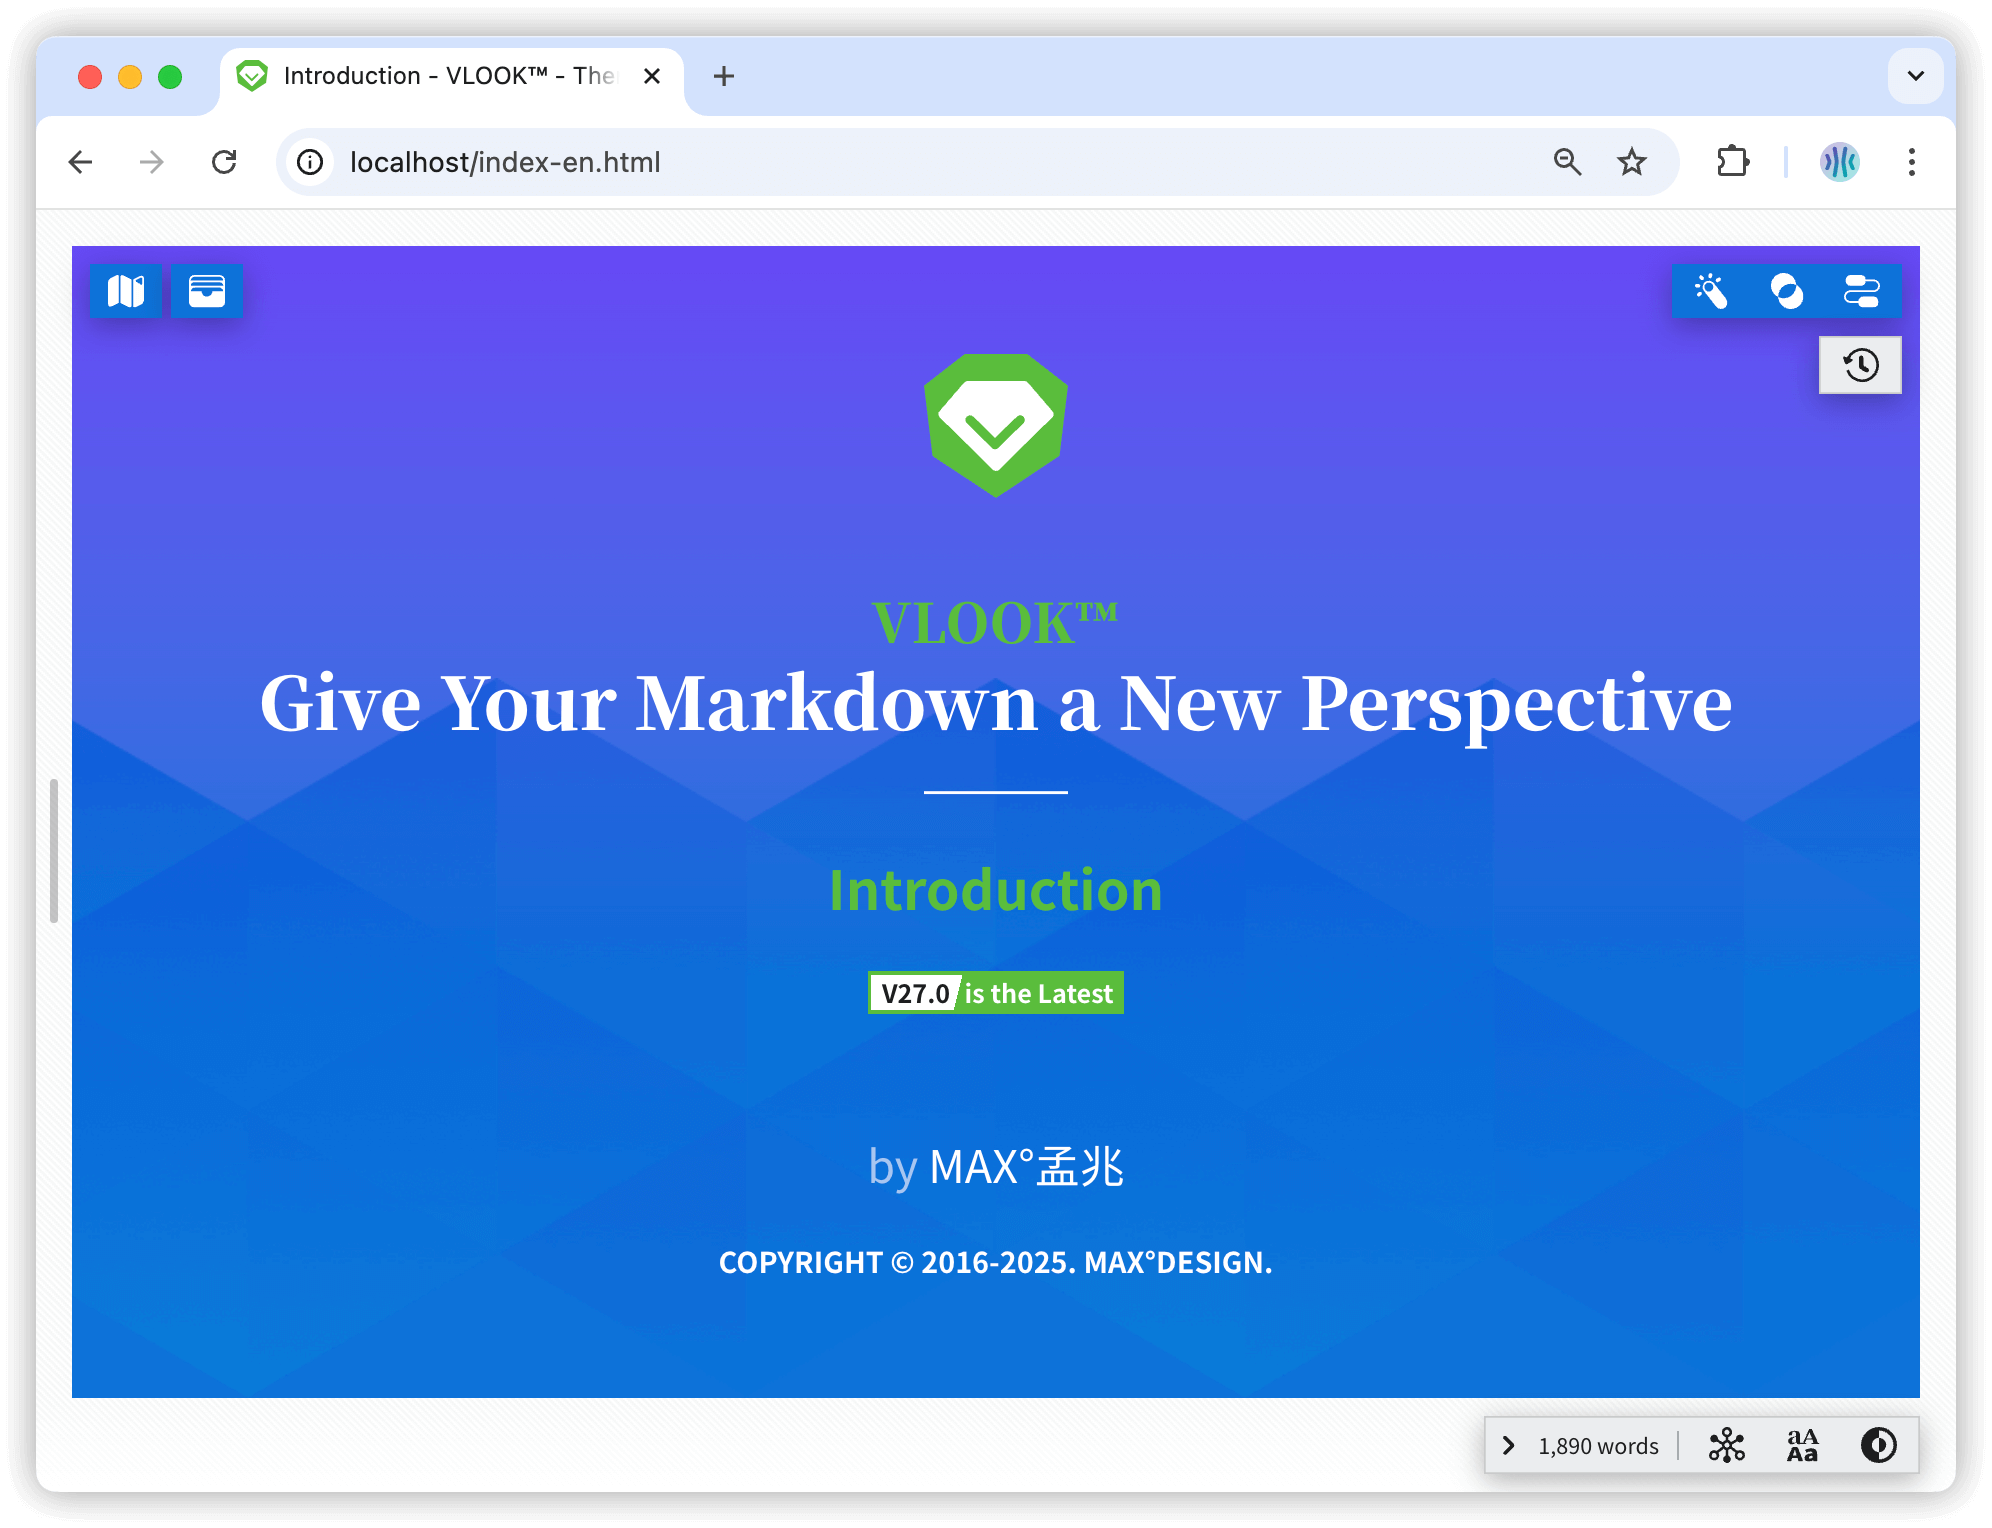 Introduction - VLOOK™ - The
localhost/index-en.html
VLOOK™
Give Your Markdown a New Perspective
Introduction
V27.0 is the Latest
by MAX°孟兆
COPYRIGHT © 2016-2025. MAX°DESIGN.
1,890 words
aA
Aa